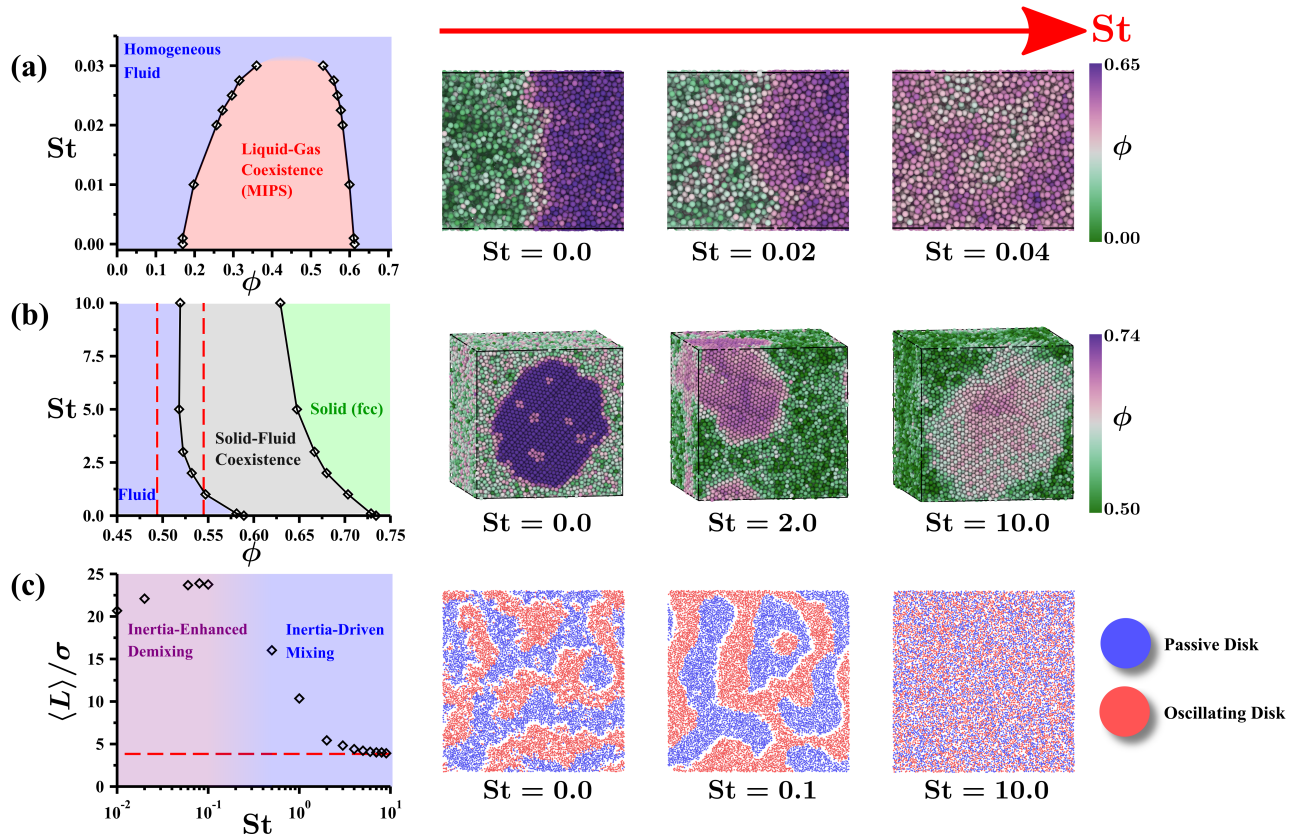 St
(a)
Homogeneous
Fluid
Liquid-Gas
Coexistence
(MIPS)
St
0.03
0.02
0.01
0.00
0.0 0.1 0.2 0.3 0.4 0.5 0.6 0.7
ϕ
St = 0.0
St = 0.02
St = 0.04
0.65
ϕ
0.00
(b)
St
10.0
7.5
5.0
2.5
0.0
Fluid
Solid-Fluid
Coexistence
Solid (fcc)
0.45 0.50 0.55 0.60 0.65 0.70 0.75
ϕ
St = 0.0
St = 2.0
St = 10.0
0.74
ϕ
0.50
(c)
⟨L⟩/σ
25
20
15
10
5
0
Inertia-Enhanced
Demixing
Inertia-Driven
Mixing
10⁻² 10⁻¹ 10⁰ 10¹
St
St = 0.0
St = 0.1
St = 10.0
Passive Disk
Oscillating Disk